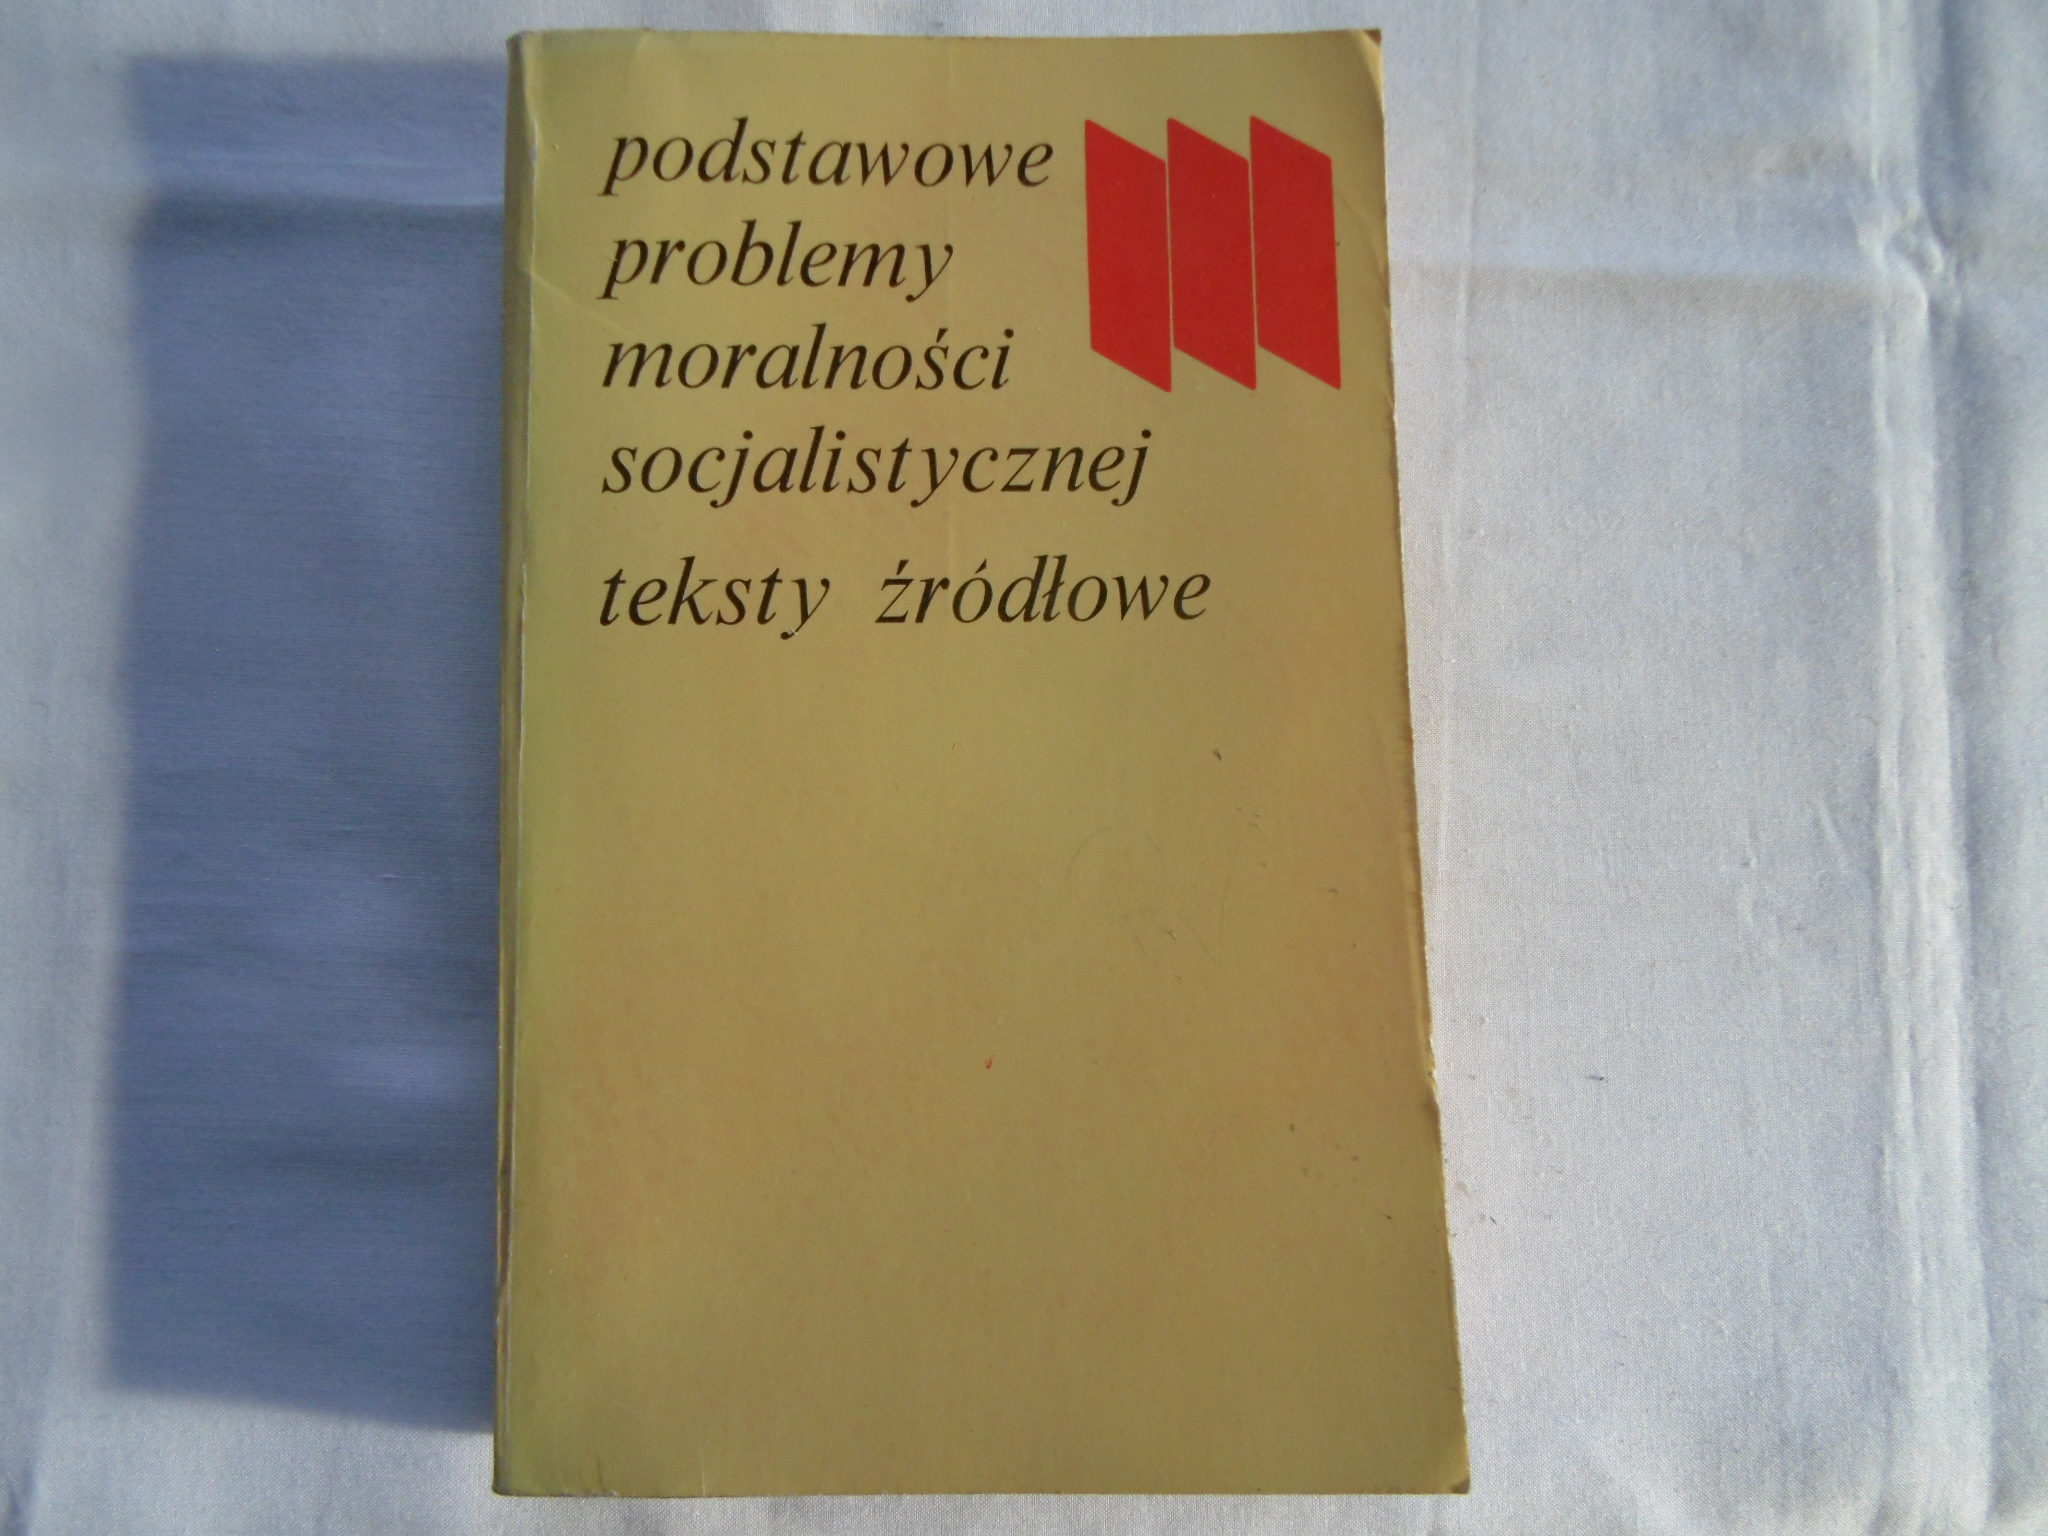 podstawowe
problemy
moralności
socjalistycznej
teksty źródłowe